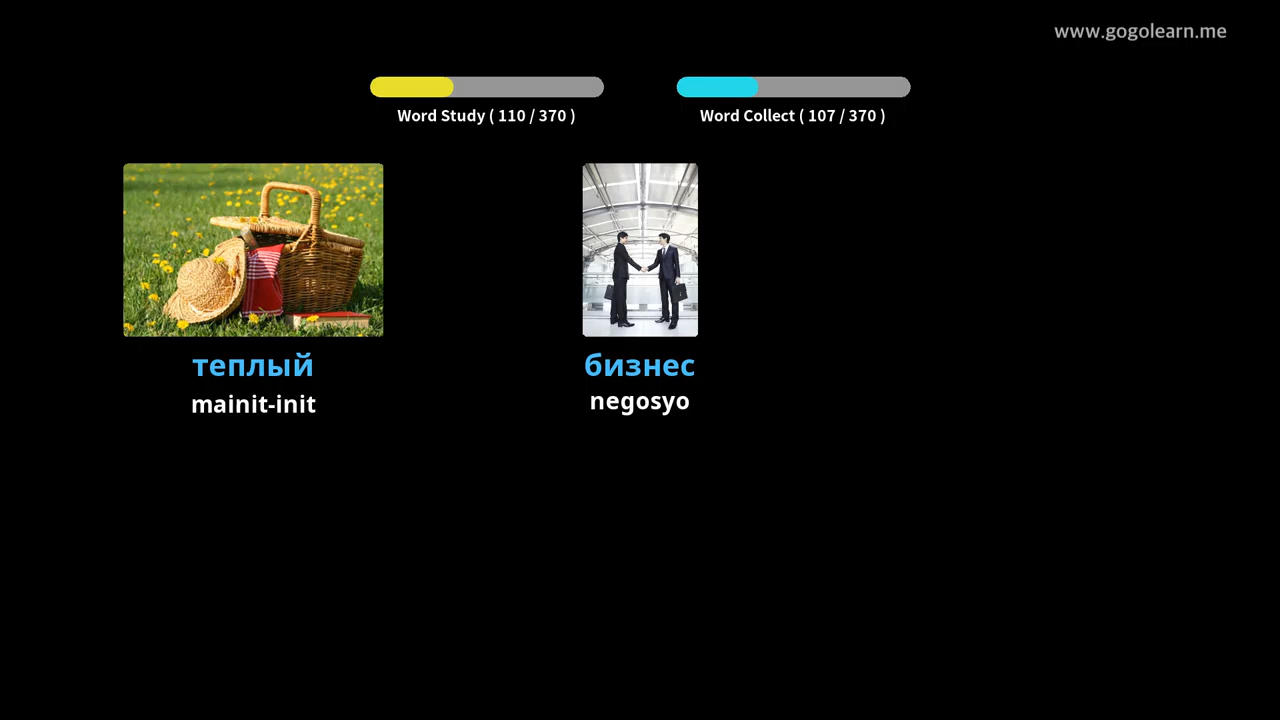 www.gogolearn.me
Word Study ( 110 / 370 )
Word Collect ( 107 / 370 )
теплый
mainit-init
бизнес
negosyo